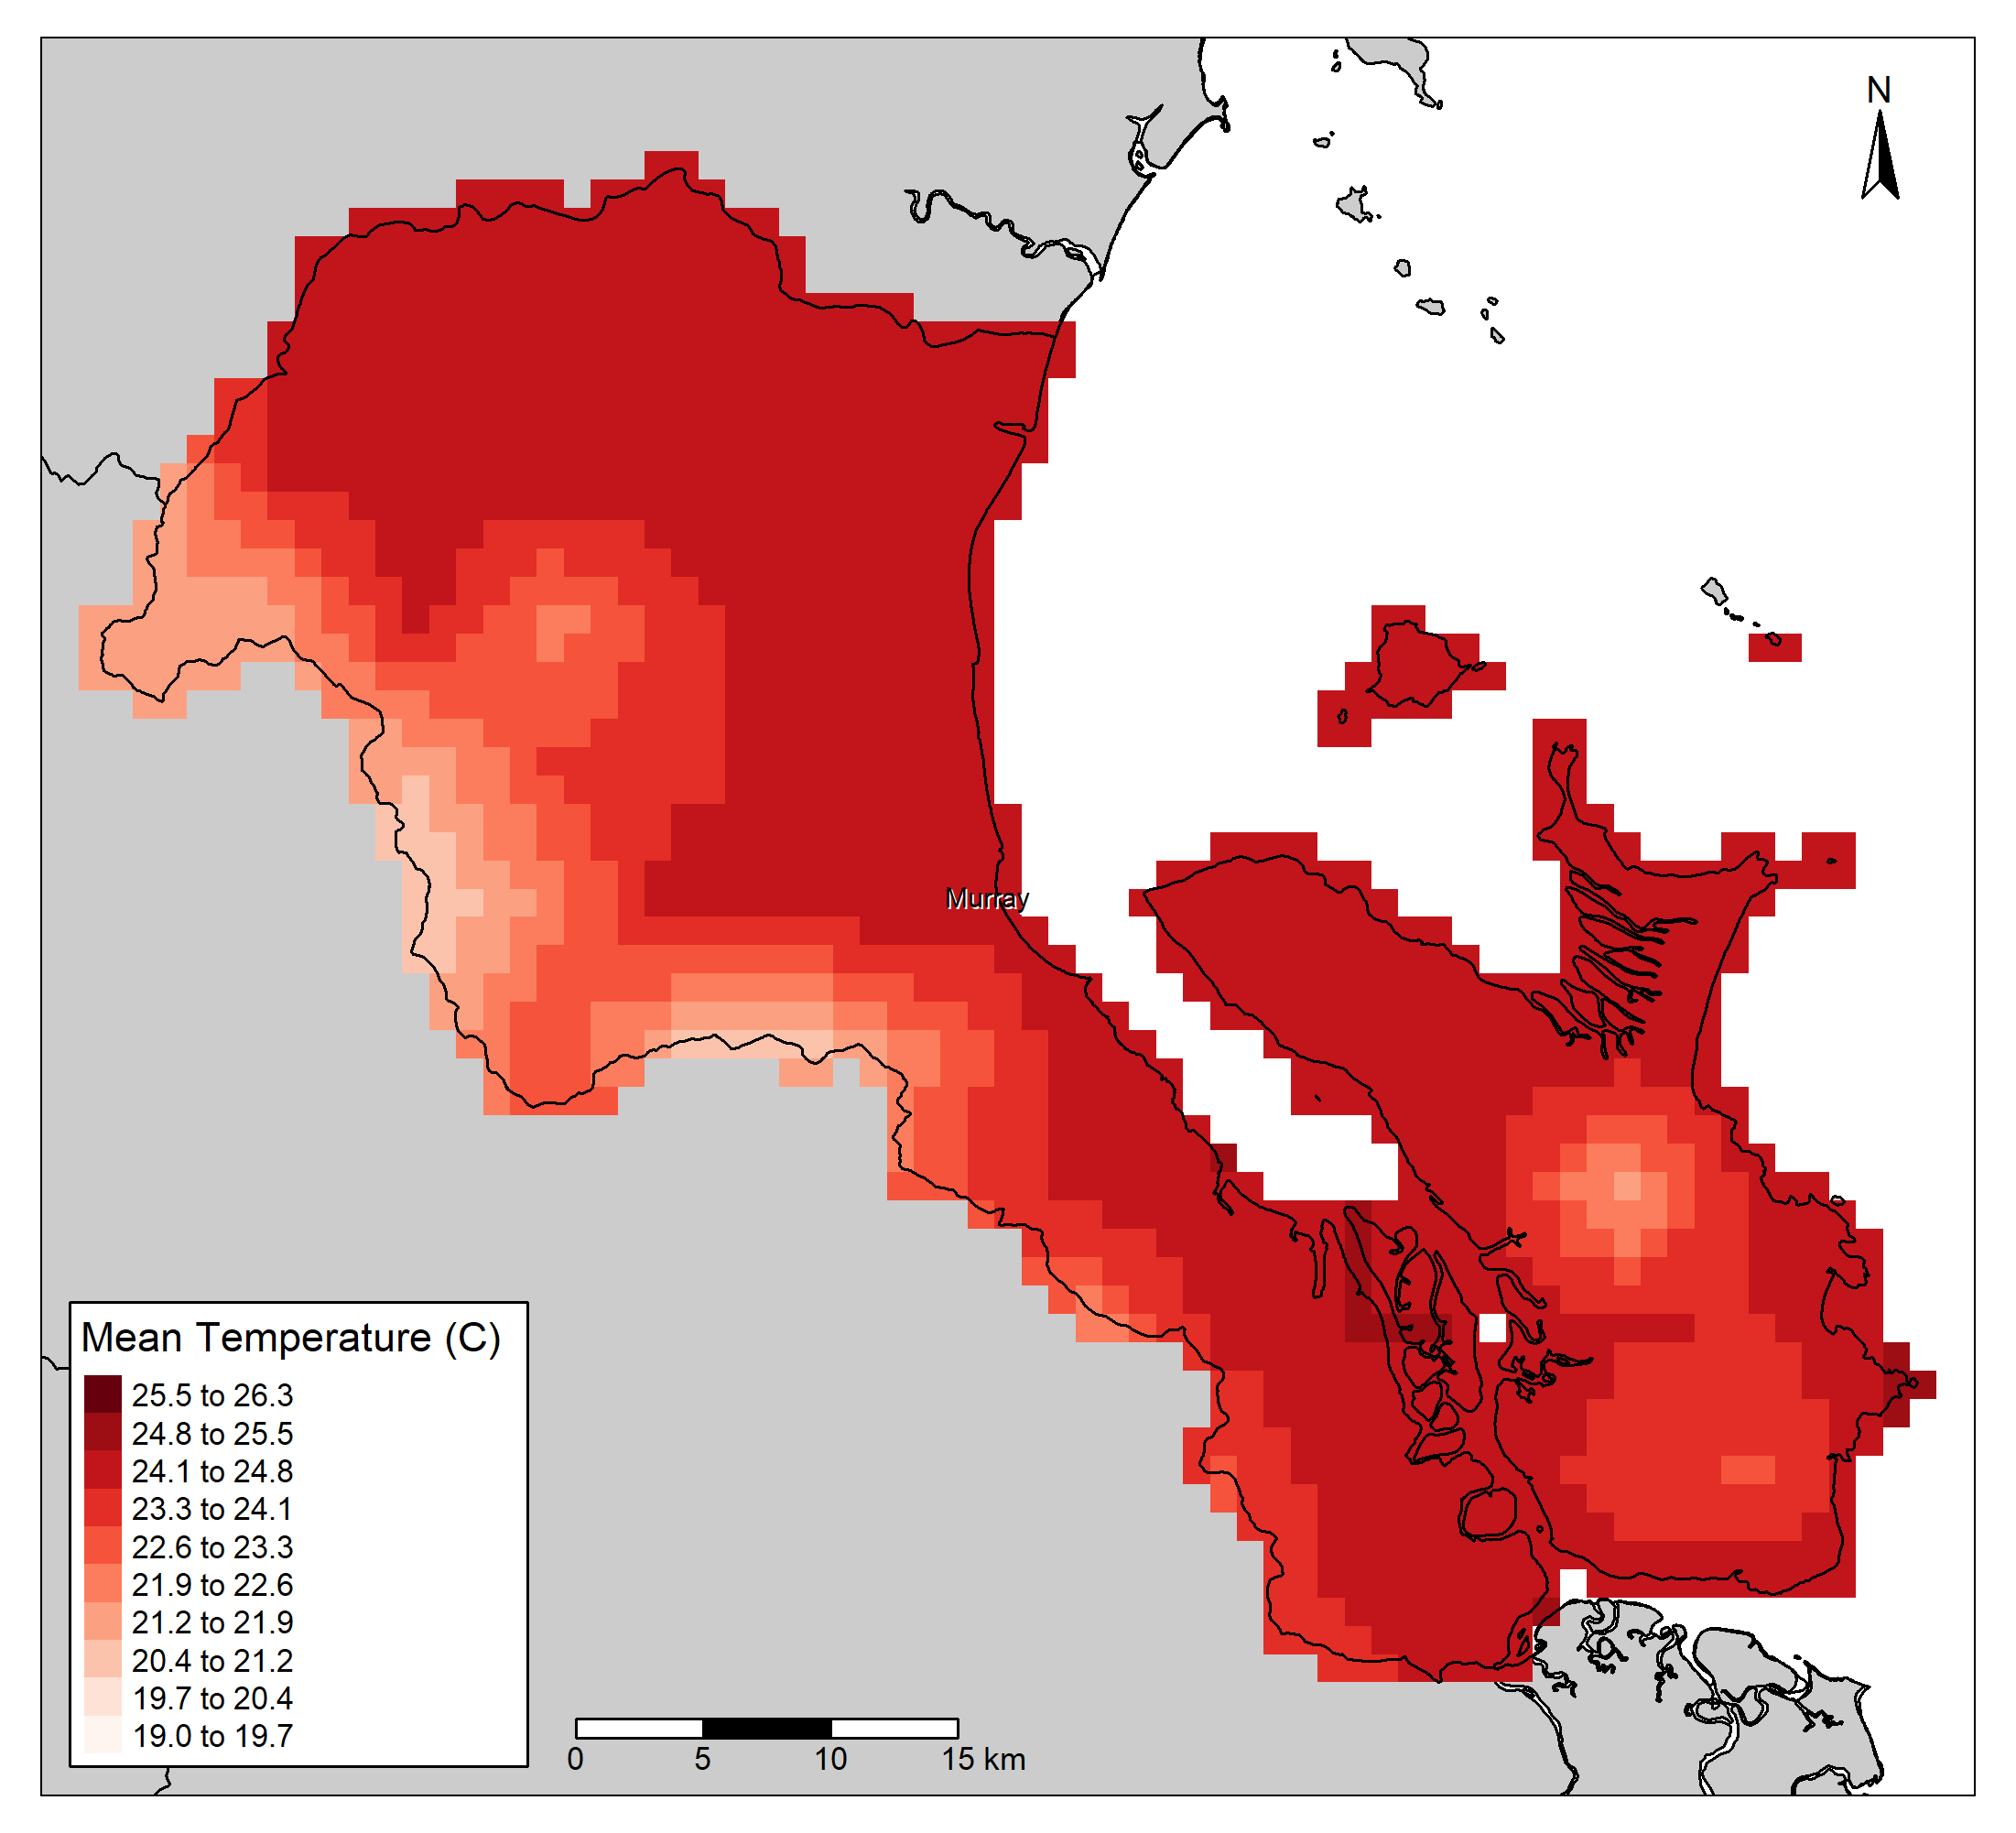 N
Murray
Mean Temperature (C)
25.5 to 26.3
24.8 to 25.5
24.1 to 24.8
23.3 to 24.1
22.6 to 23.3
21.9 to 22.6
21.2 to 21.9
20.4 to 21.2
19.7 to 20.4
19.0 to 19.7
0 5 10 15 km